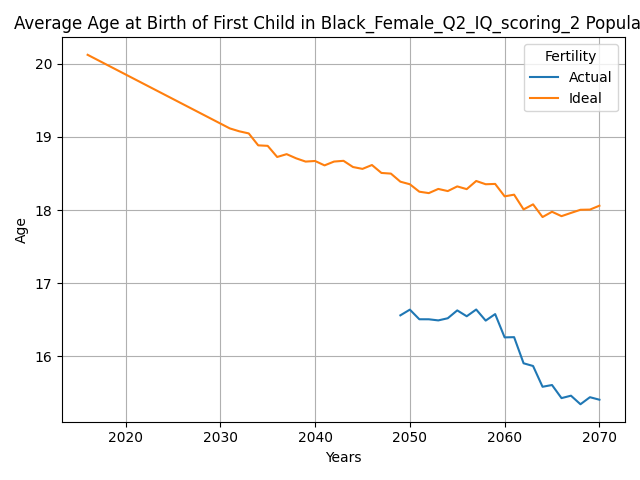 Average Age at Birth of First Child in Black_Female_Q2_IQ_scoring_2 Popula
Fertility
Actual
Ideal
Age
20
19
18
17
16
2020 2030 2040 2050 2060 2070
Years